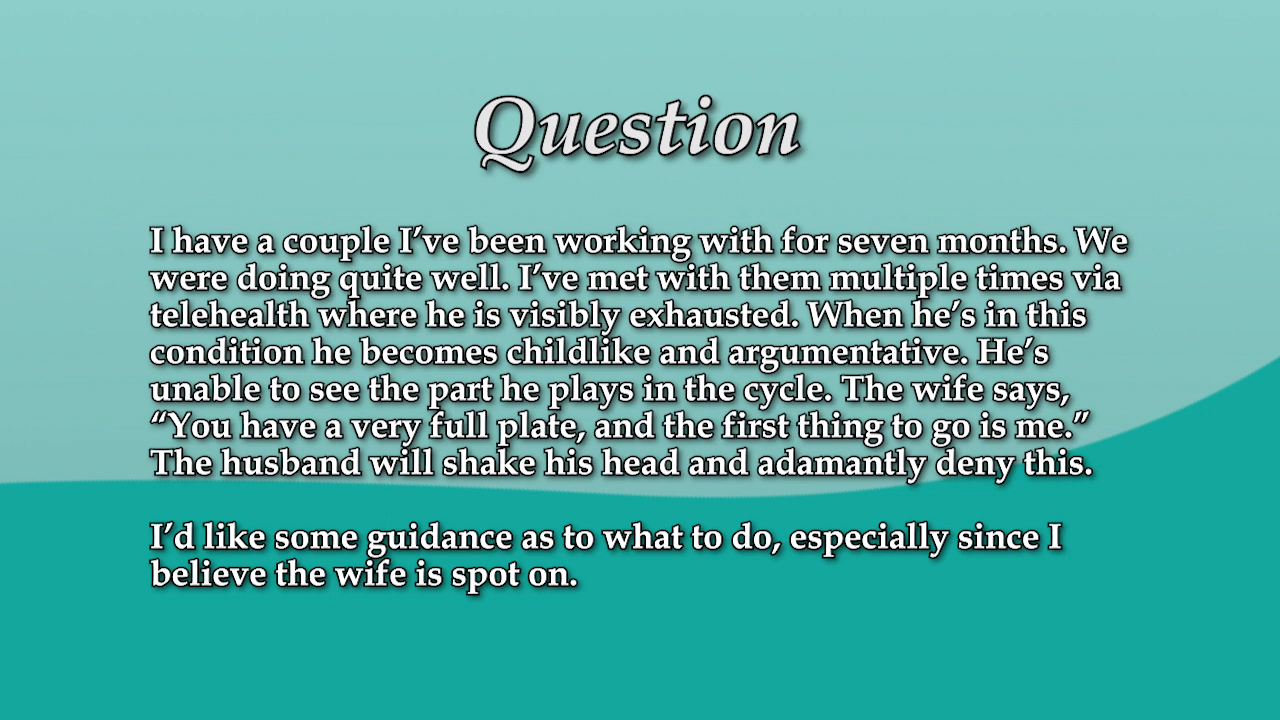 Question
I have a couple I’ve been working with for seven months. We
were doing quite well. I’ve met with them multiple times via
telehealth where he is visibly exhausted. When he’s in this
condition he becomes childlike and argumentative. He’s
unable to see the part he plays in the cycle. The wife says,
“You have a very full plate, and the first thing to go is me.”
The husband will shake his head and adamantly deny this.
I’d like some guidance as to what to do, especially since I
believe the wife is spot on.